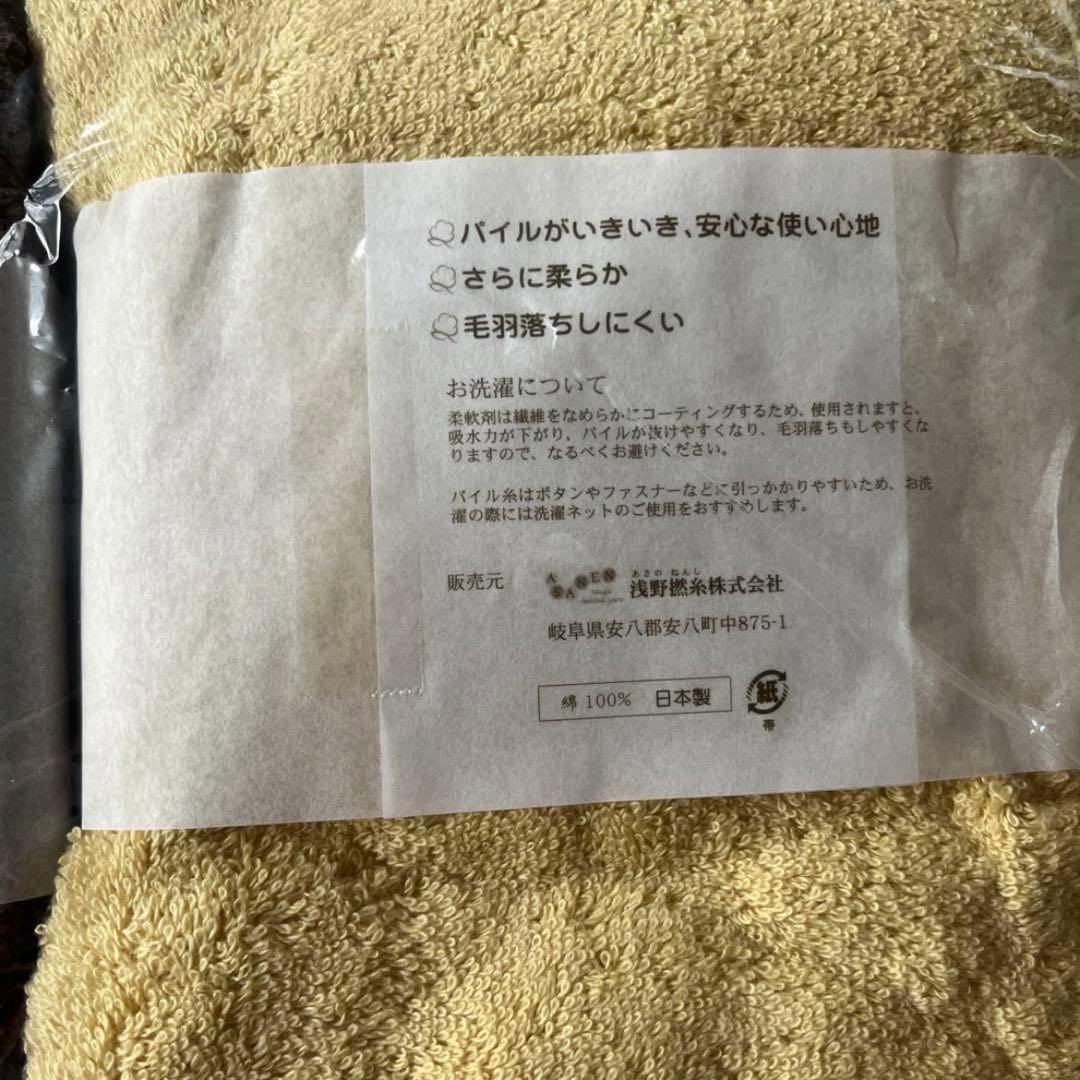 パイルがいきいき、安心な使い心地
さらに柔らか
毛羽落ちしにくい
お洗濯について
柔軟剤は繊維をなめらかにコーティングするため、使用されますと、
吸水力が下がり、パイルが抜けやすくなり、毛羽落ちもしやすくな
りますので、なるべくお避けください。
パイル糸はボタンやファスナーなどに引っかかりやすいため、お洗
濯の際には洗濯ネットのご使用をおすすめします。
販売元
ASANEN
あさの ねんし
浅野撚糸株式会社
岐阜県安八郡安八町中875-1
綿 100% 日本製
紙
帯